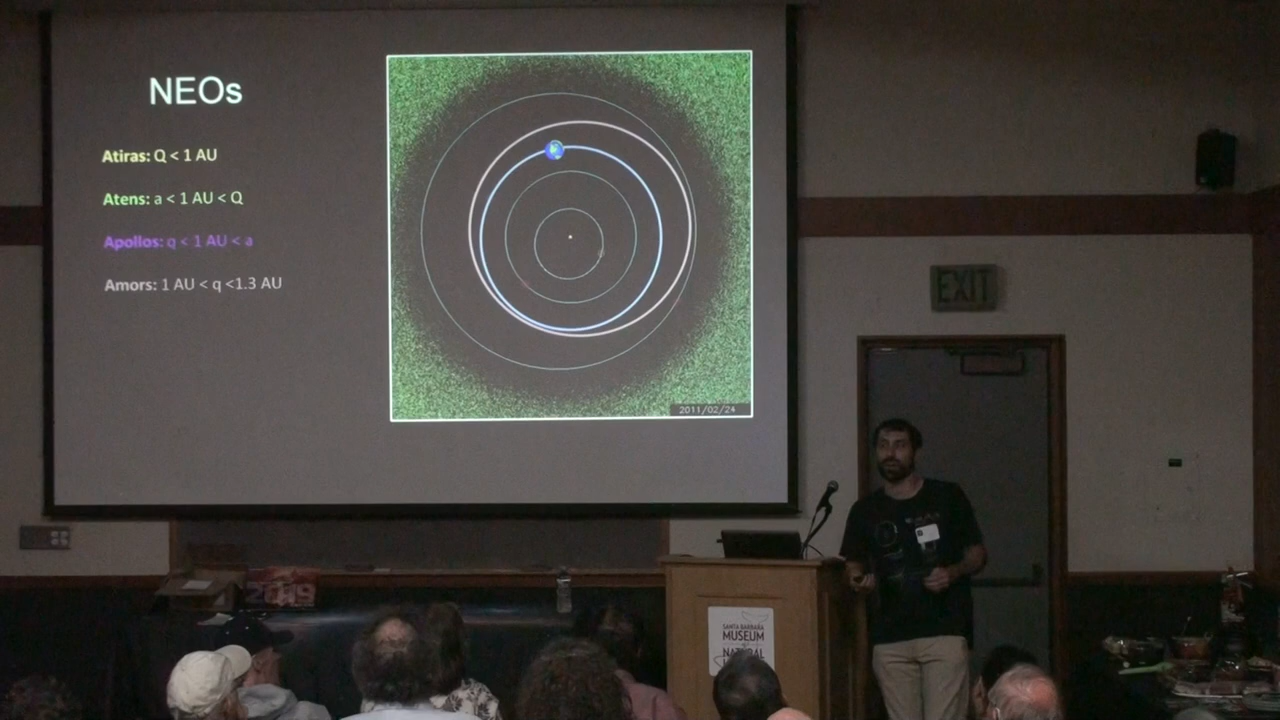 NEOs
Atiras: Q < 1 AU
Atens: a < 1 AU < Q
Apollos: q < 1 AU < a
Amors: 1 AU < q <1.3 AU
2011/02/24
EXIT
SANTA BARBARA
MUSEUM
NATURAL
2019